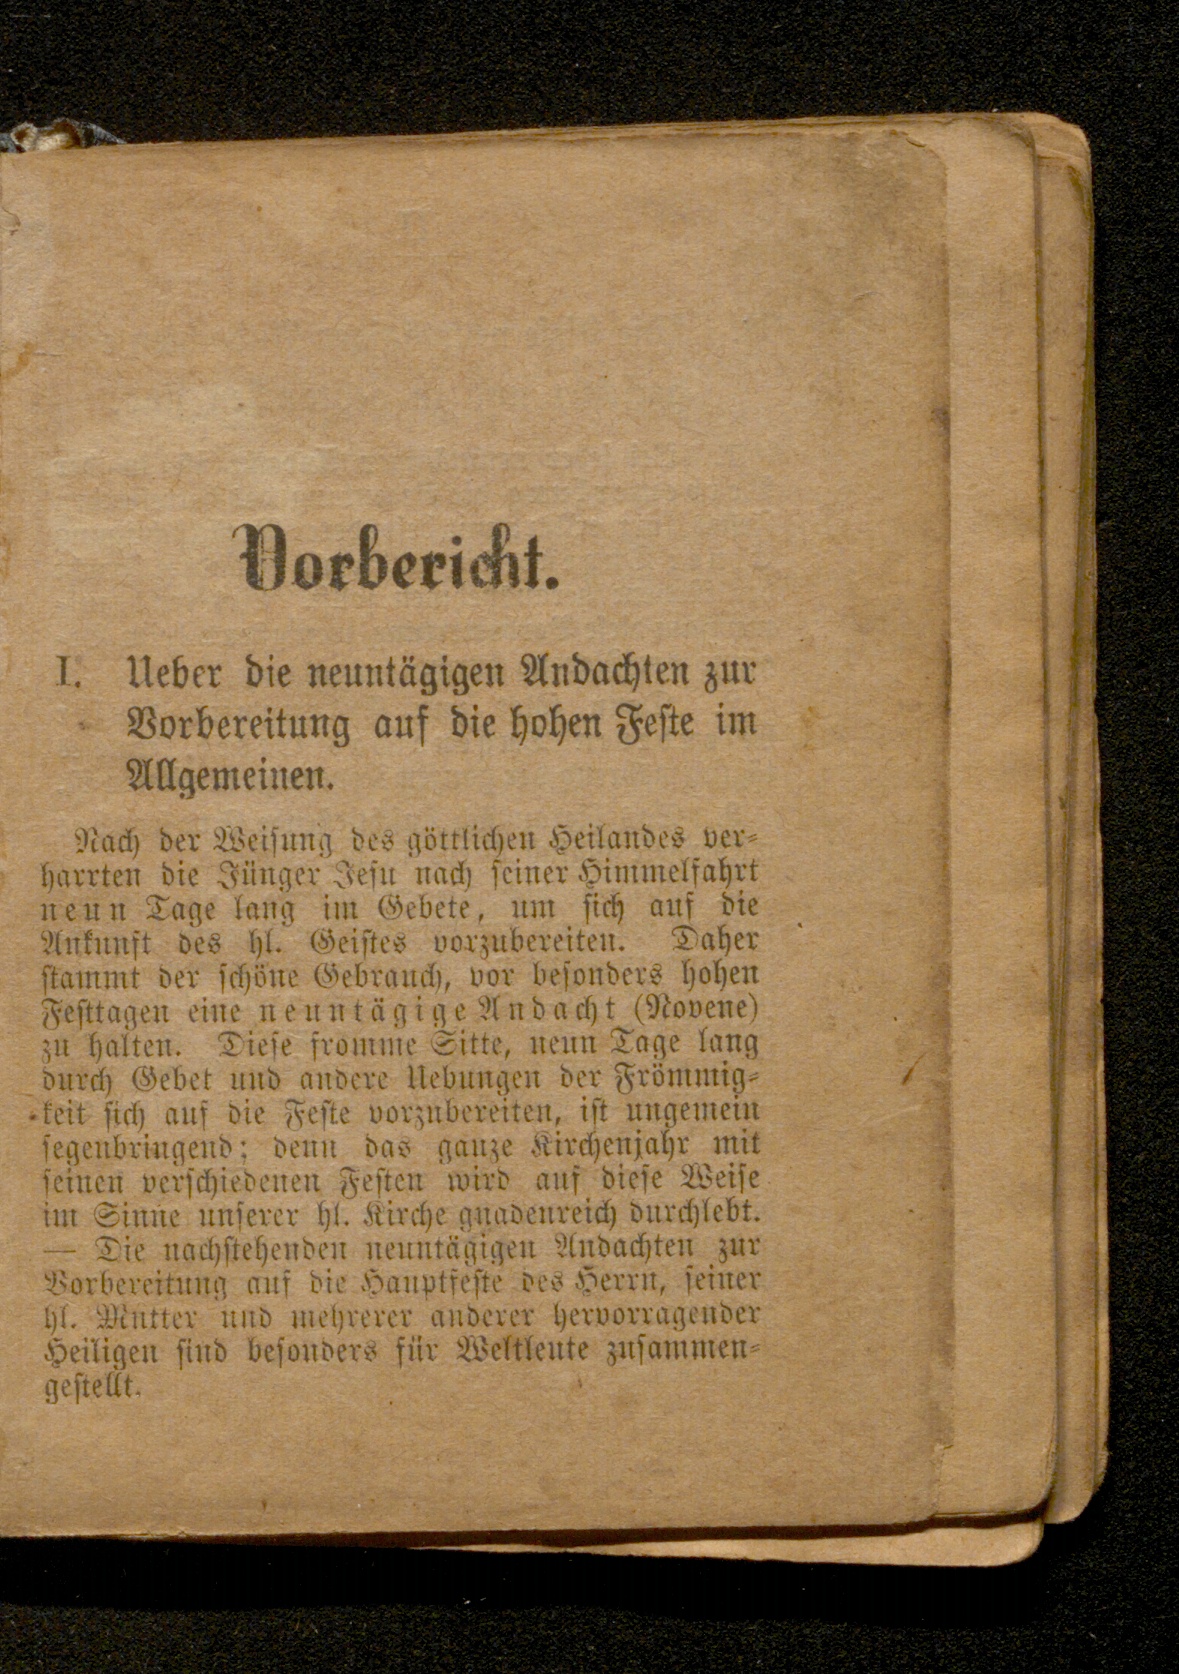 Vorbericht.
I. Ueber die neuntägigen Andachten zur
Vorbereitung auf die hohen Feste im
Allgemeinen.
Nach der Weisung des göttlichen Heilandes ver-
harrten die Jünger Jesu nach seiner Himmelfahrt
neun Tage lang im Gebete, um sich auf die
Ankunft des hl. Geistes vorzubereiten. Daher
stammt der schöne Gebrauch, vor besonders hohen
Festtagen eine neuntägige Andacht (Novene)
zu halten. Diese fromme Sitte, neun Tage lang
durch Gebet und andere Uebungen der Frömmig-
keit sich auf die Feste vorzubereiten, ist ungemein
segenbringend; denn das ganze Kirchenjahr mit
seinen verschiedenen Festen wird auf diese Weise
im Sinne unserer hl. Kirche gnadenreich durchlebt.
— Die nachstehenden neuntägigen Andachten zur
Vorbereitung auf die Hauptfeste des Herrn, seiner
hl. Mutter und mehrerer anderer hervorragender
Heiligen sind besonders für Weltleute zusammen-
gestellt.